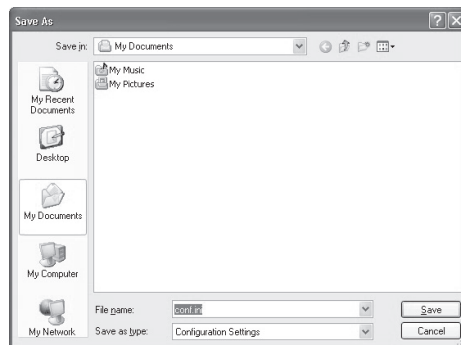 Save As
Save in:
My Documents
My Music
My Pictures
My Recent
Documents
Desktop
My Documents
My Computer
My Network
File name:
conf.in
Save
Save as type:
Configuration Settings
Cancel